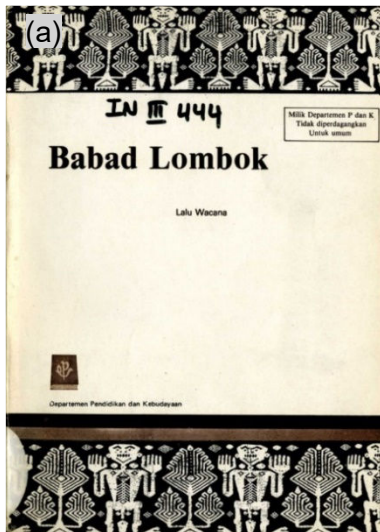 (a)
IN III 444
Milik Departemen P dan K
Tidak diperdagangkan
Untuk umum
Babad Lombok
Lalu Wacana
Departemen Pendidikan dan Kebudayaan